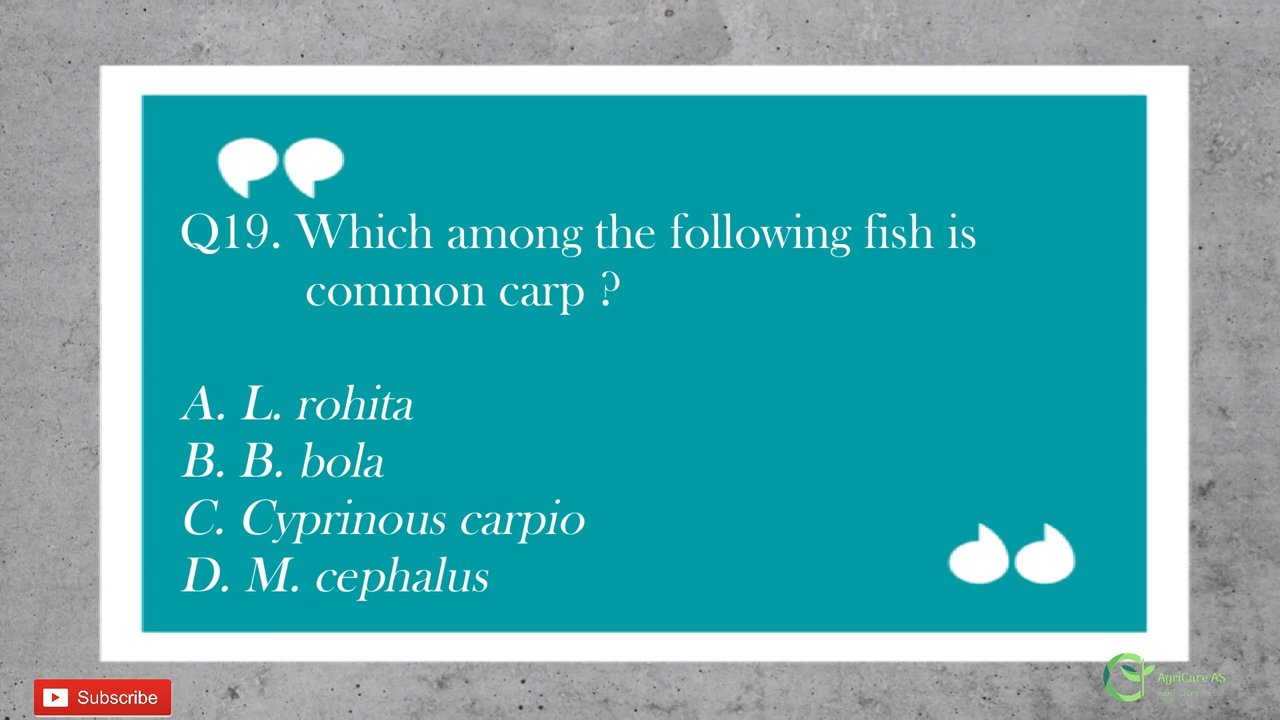 Q19. Which among the following fish is
common carp ?
A. L. rohita
B. B. bola
C. Cyprinous carpio
D. M. cephalus
Subscribe
AgriCare AS